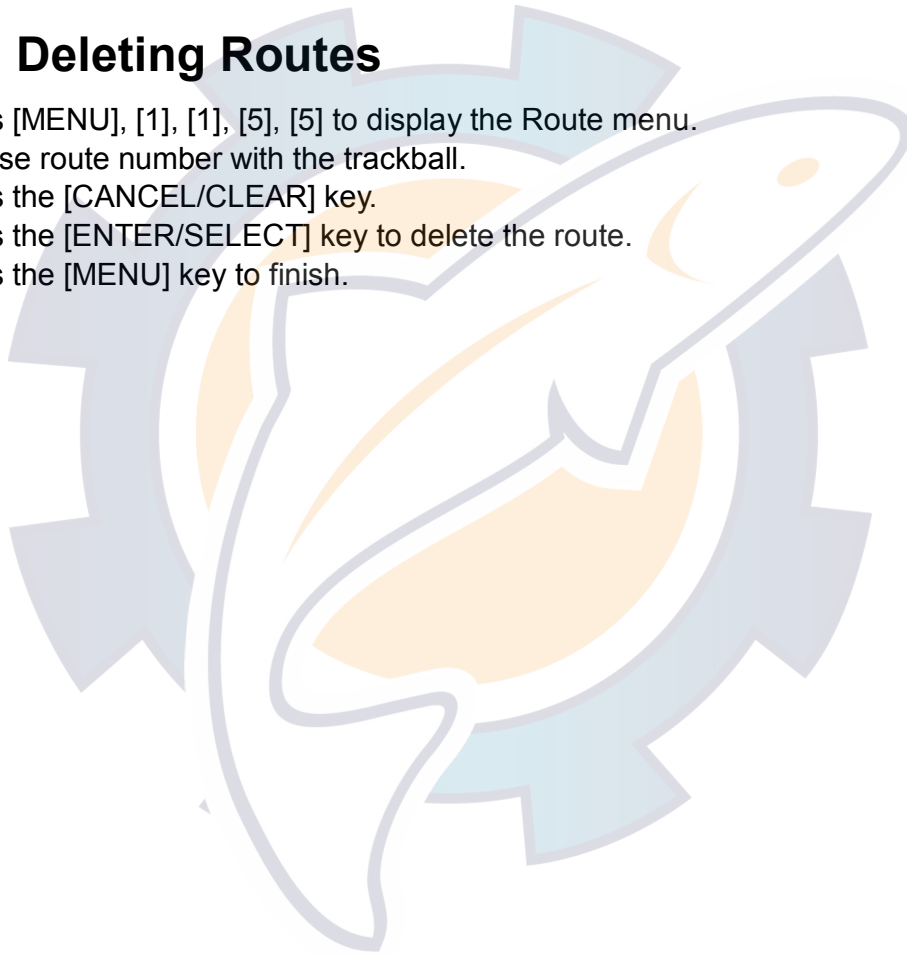 Deleting Routes
s [MENU], [1], [1], [5], [5] to display the Route menu.
se route number with the trackball.
s the [CANCEL/CLEAR] key.
s the [ENTER/SELECT] key to delete the route.
s the [MENU] key to finish.